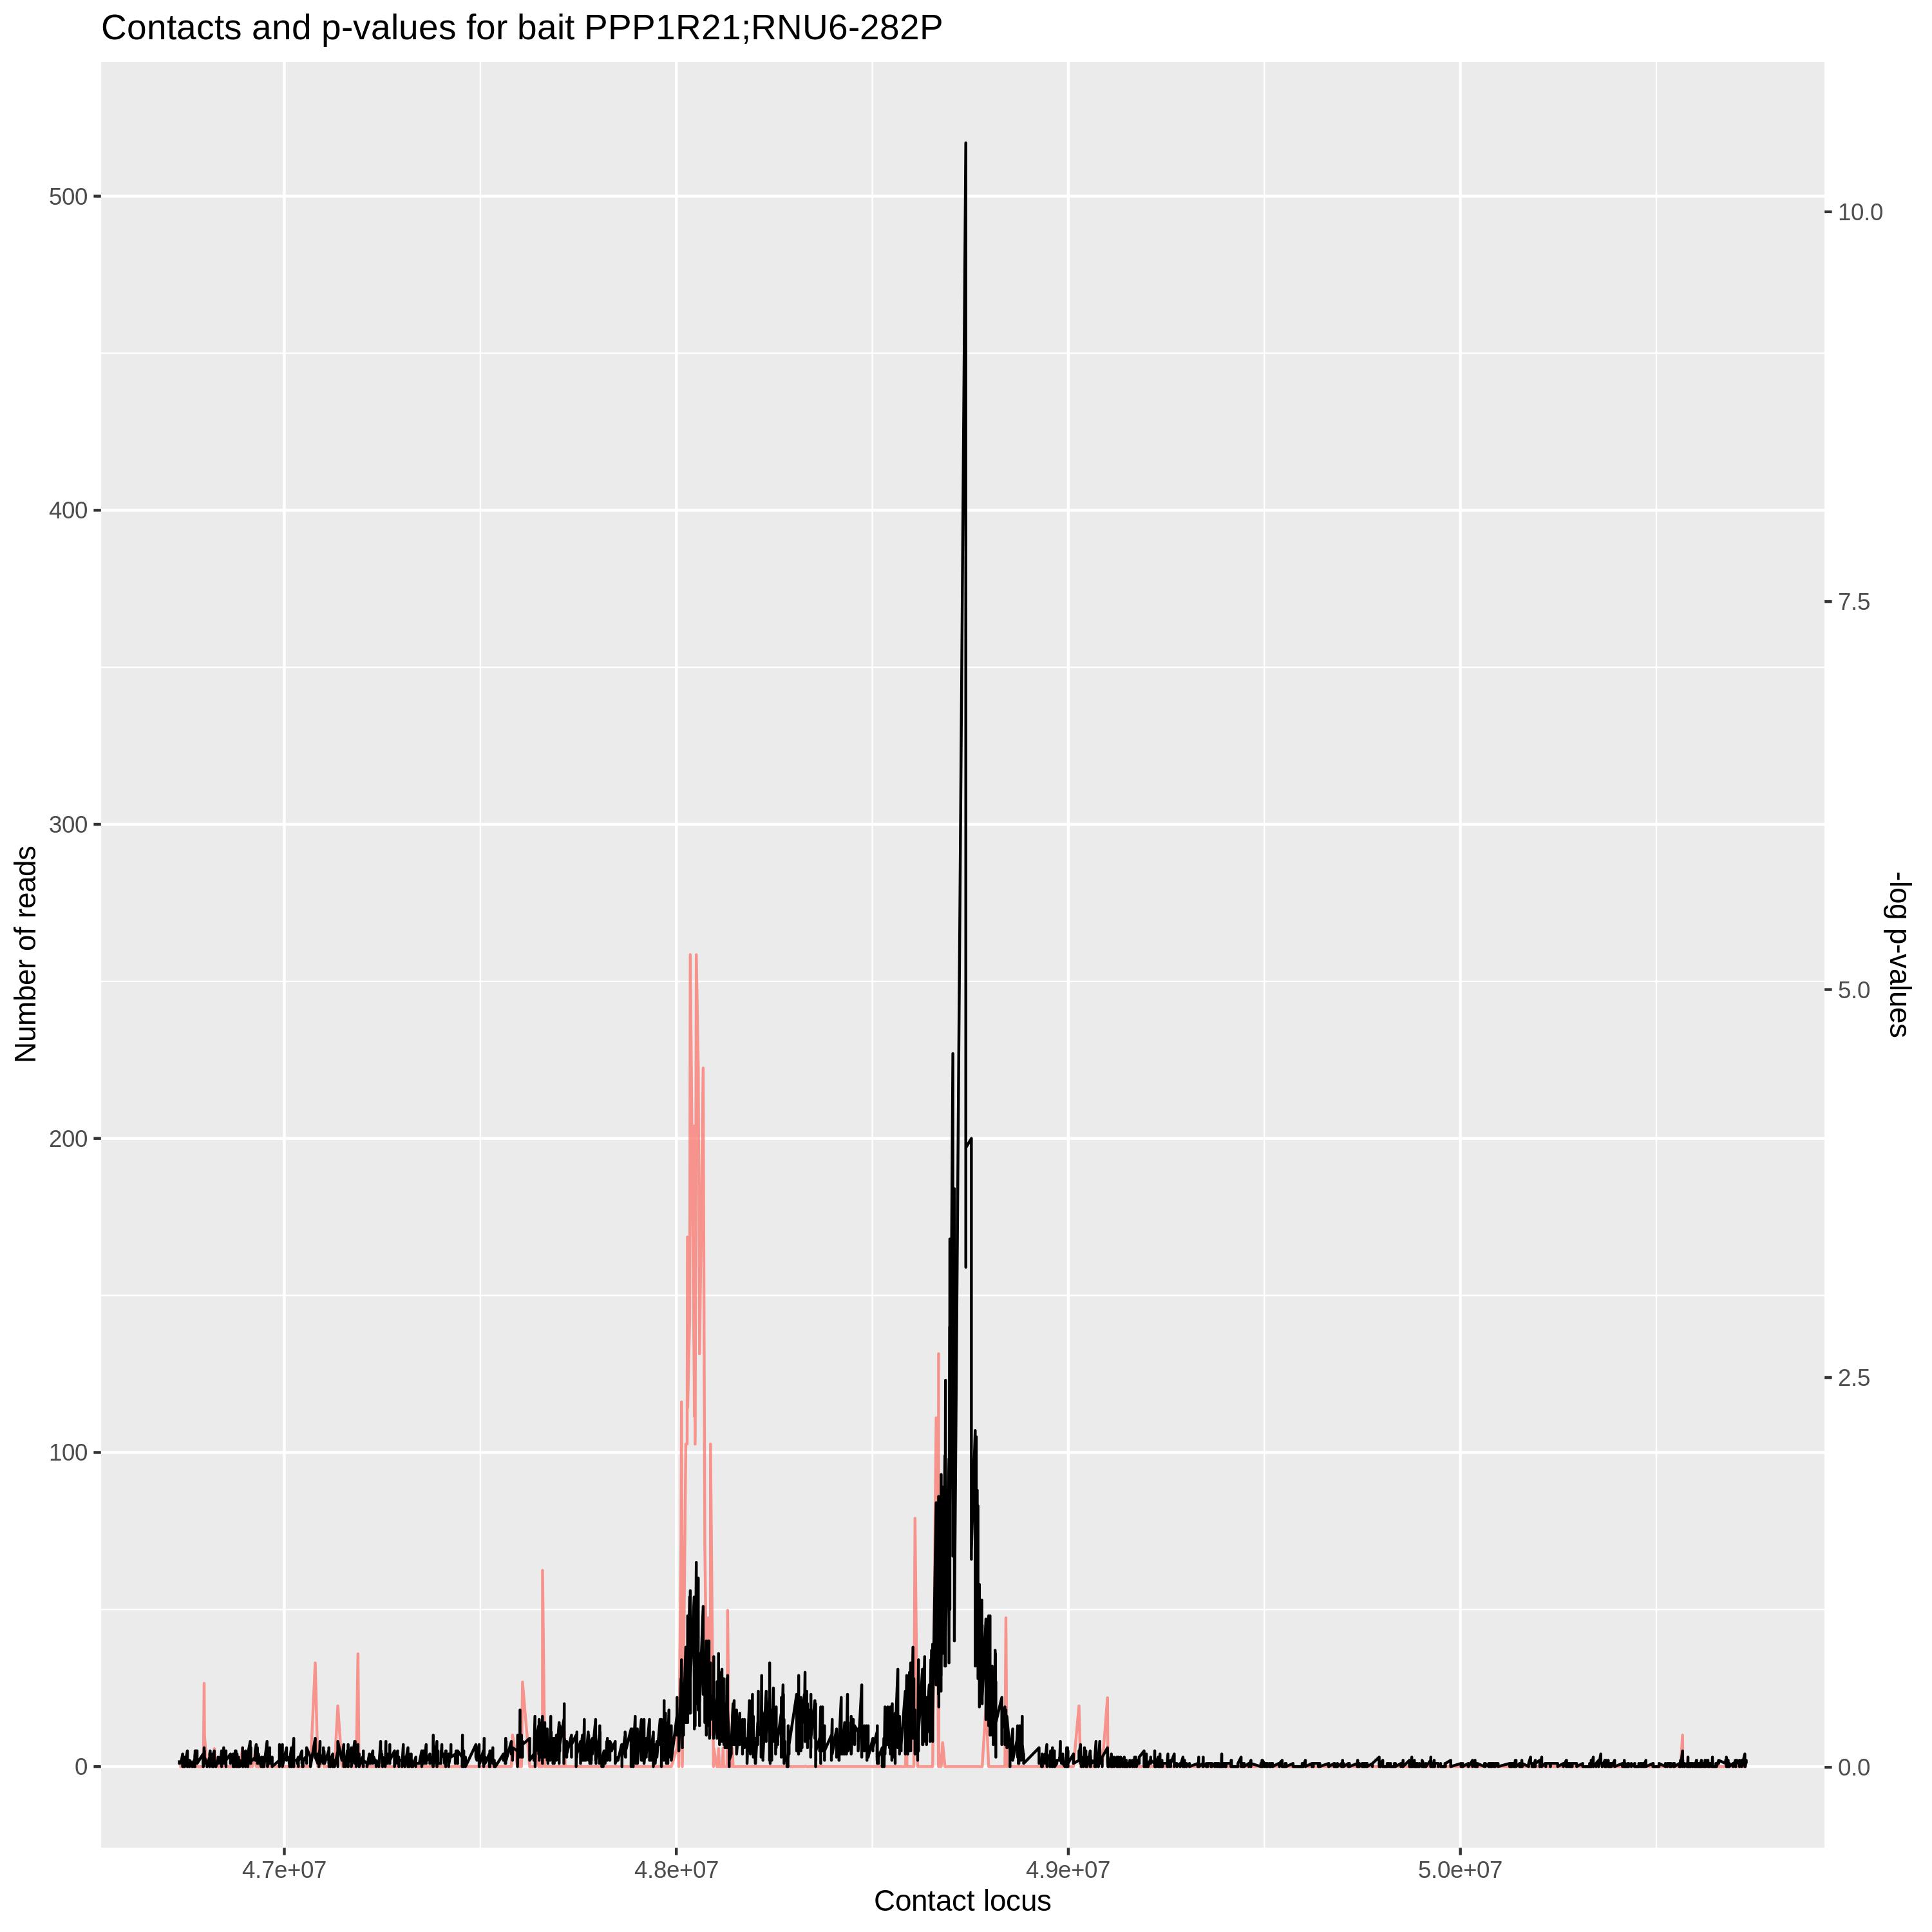 Contacts and p-values for bait PPP1R21;RNU6-282P
500
400
300
200
100
0
Number of reads
10.0
7.5
5.0
2.5
0.0
-log p-values
4.7e+07 4.8e+07 4.9e+07 5.0e+07
Contact locus